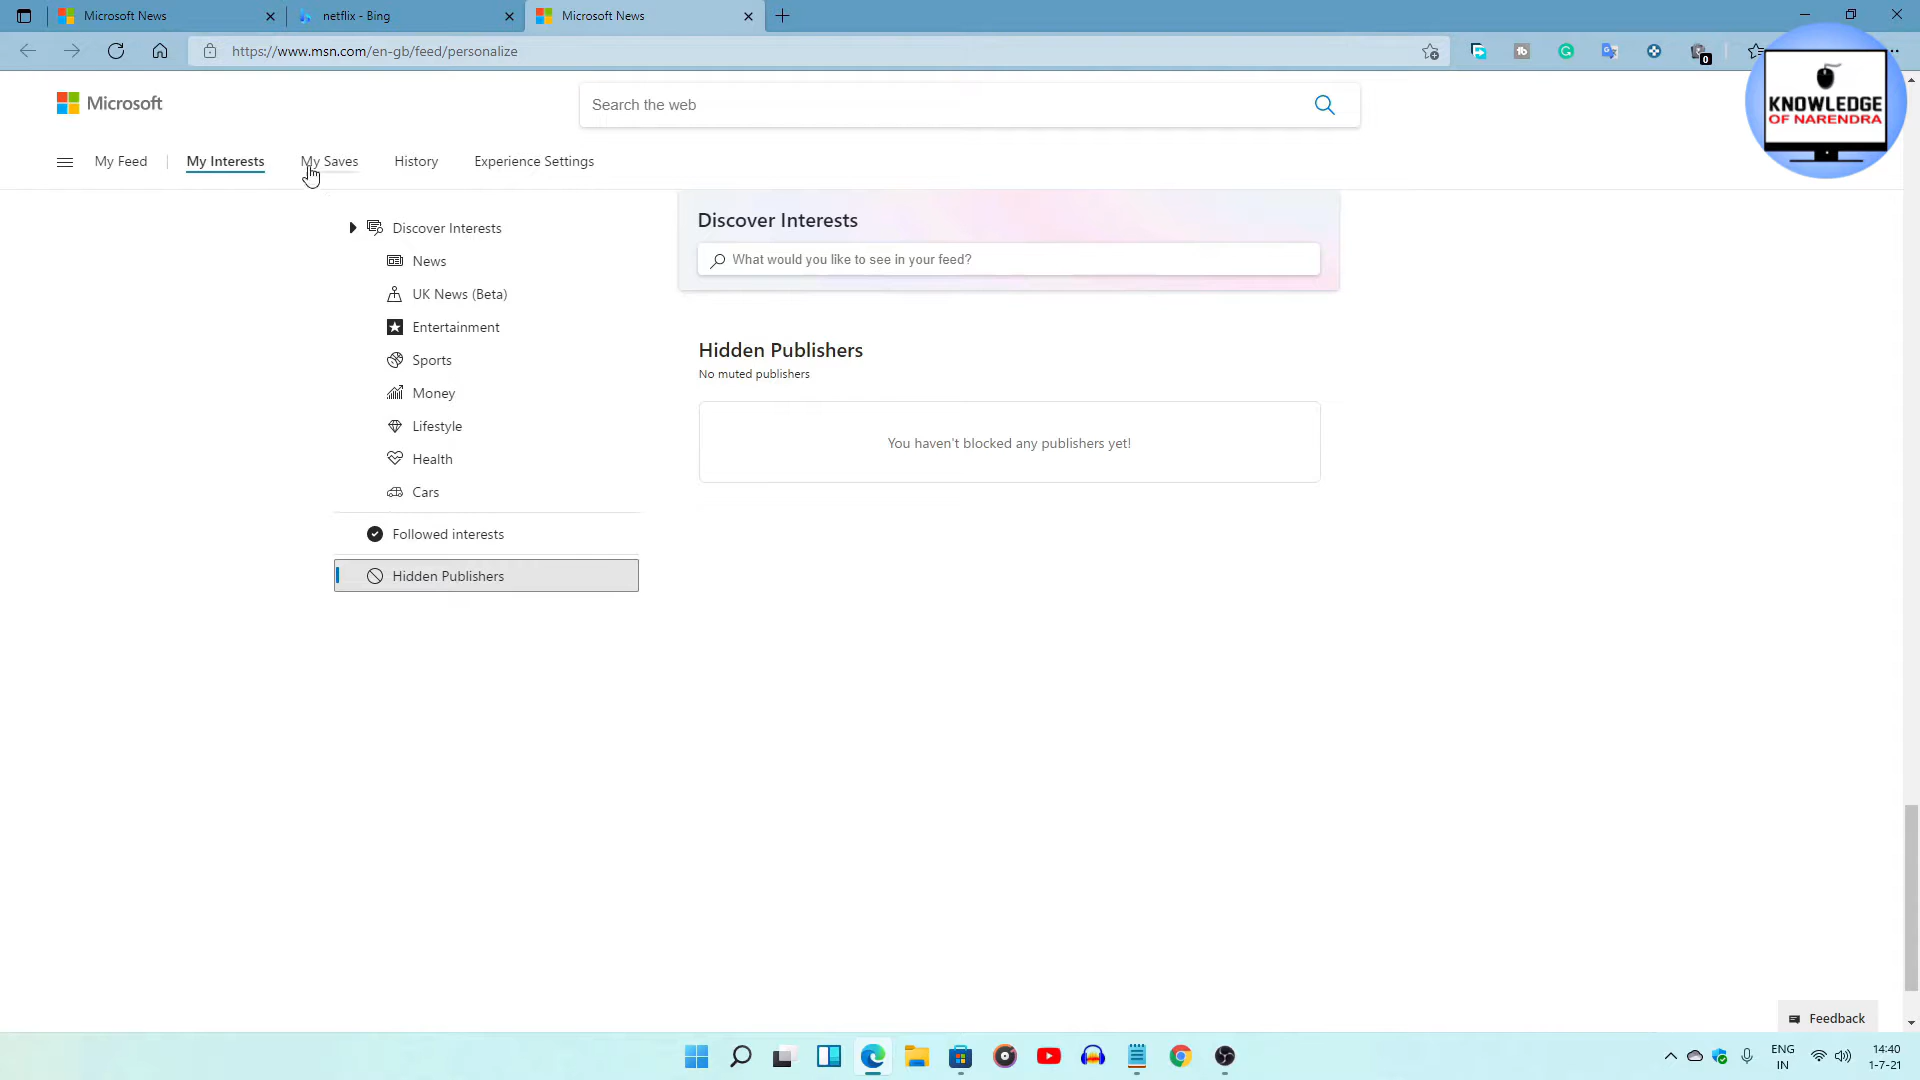 Microsoft News
netflix - Bing
Microsoft News
https://www.msn.com/en-gb/feed/personalize
0
KNOWLEDGE
OF NARENDRA
Microsoft
Search the web
My Feed
My Interests
My Saves
History
Experience Settings
Discover Interests
News
UK News (Beta)
Entertainment
Sports
Money
Lifestyle
Health
Cars
Followed interests
Hidden Publishers
Discover Interests
What would you like to see in your feed?
Hidden Publishers
No muted publishers
You haven't blocked any publishers yet!
Feedback
ENG
IN
14:40
1-7-21